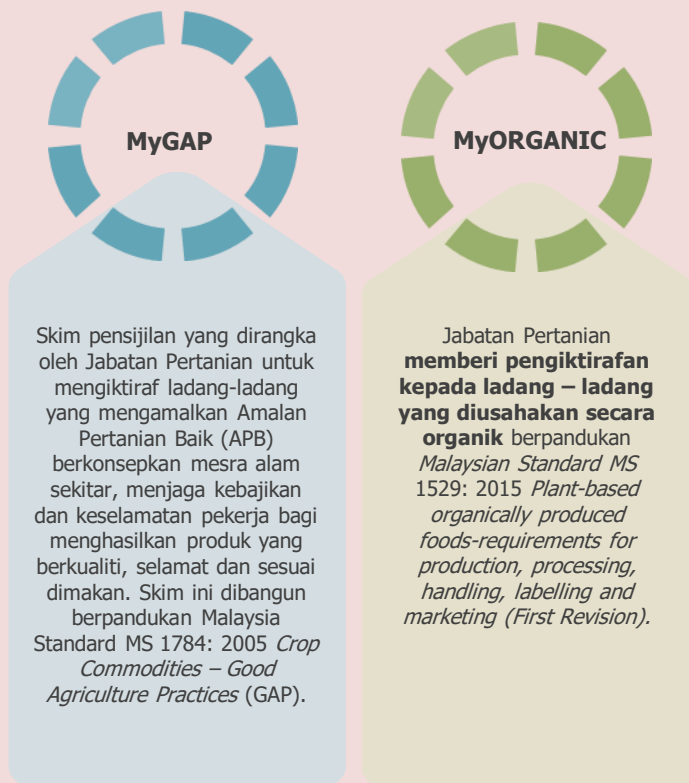 MyGAP
Skim pensijilan yang dirangka
oleh Jabatan Pertanian untuk
mengiktiraf ladang-ladang
yang mengamalkan Amalan
Pertanian Baik (APB)
berkonsepkan mesra alam
sekitar, menjaga kebajikan
dan keselamatan pekerja bagi
menghasilkan produk yang
berkualiti, selamat dan sesuai
dimakan. Skim ini dibangun
berpandukan Malaysia
Standard MS 1784: 2005 Crop
Commodities – Good
Agriculture Practices (GAP).
MyORGANIC
Jabatan Pertanian
memberi pengiktirafan
kepada ladang – ladang
yang diusahakan secara
organik berpandukan
Malaysian Standard MS
1529: 2015 Plant-based
organically produced
foods-requirements for
production, processing,
handling, labelling and
marketing (First Revision).